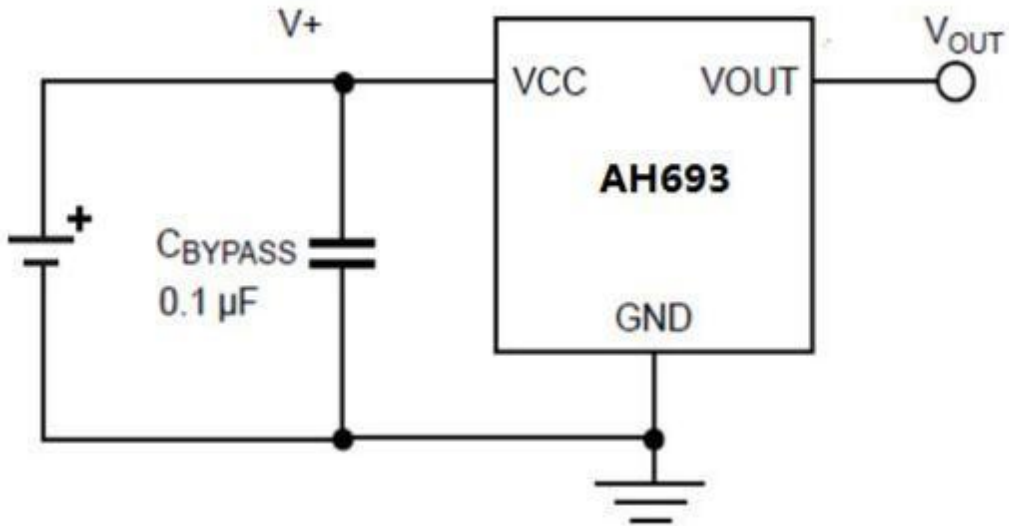 V+
VOUT
VCC
VOUT
AH693
+
CBYPASS
0.1 µF
GND